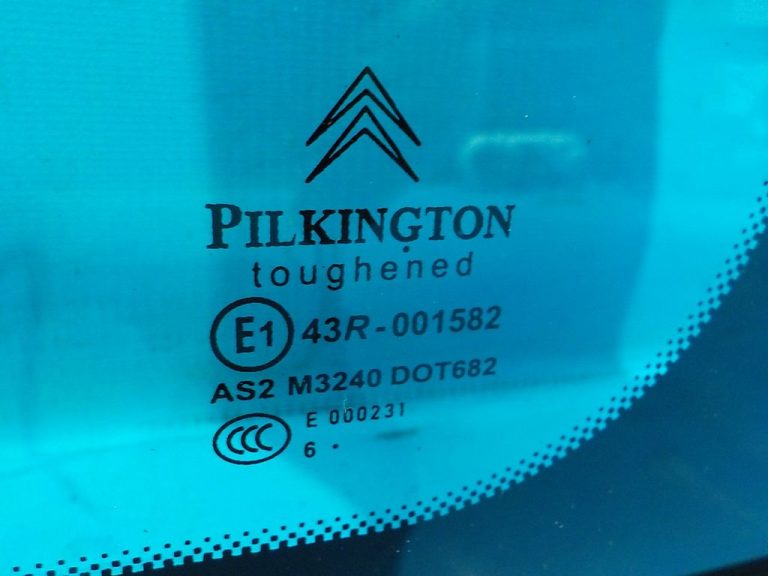 PILKINGTON
toughened
E1 43R-001582
AS2 M3240 DOT682
CCC E 000231
6 .